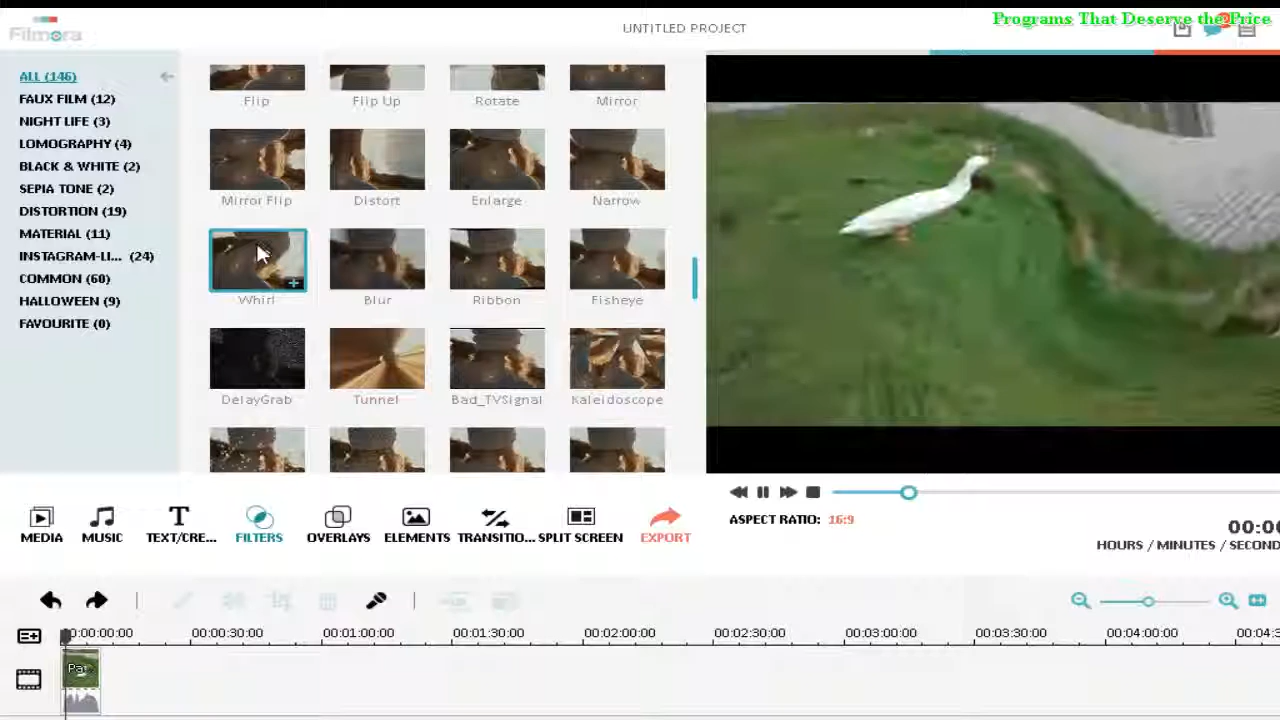 Programs That Deserve the Price
Filmora
UNTITLED PROJECT
ALL (146)
FAUX FILM (12)
NIGHT LIFE (3)
LOMOGRAPHY (4)
BLACK & WHITE (2)
SEPIA TONE (2)
DISTORTION (19)
MATERIAL (11)
INSTAGRAM-LI... (24)
COMMON (60)
HALLOWEEN (9)
FAVOURITE (0)
Flip Flip Up Rotate Mirror
Mirror Flip Distort Enlarge Narrow
Whirl Blur Ribbon Fisheye
DelayGrab Tunnel Bad_TVSignal Kaleidoscope
ASPECT RATIO: 16:9
00:00
HOURS / MINUTES / SECOND
MEDIA MUSIC TEXT/CRE... FILTERS OVERLAYS ELEMENTS TRANSITIO... SPLIT SCREEN EXPORT
00:00:00:00 00:00:30:00 00:01:00:00 00:01:30:00 00:02:00:00 00:02:30:00 00:03:00:00 00:03:30:00 00:04:00:00 00:04:3